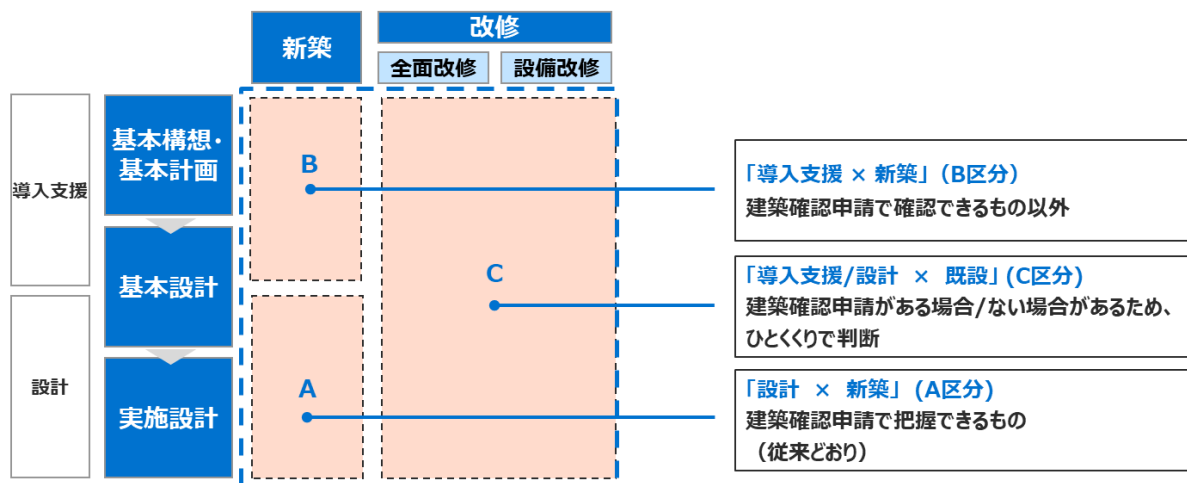 新築
改修
全面改修
設備改修
導入支援
設計
基本構想・
基本計画
基本設計
実施設計
B
C
A
「導入支援 × 新築」（B区分）
建築確認申請で確認できるもの以外
「導入支援/設計 × 既設」(C区分)
建築確認申請がある場合/ない場合があるため、
ひとくくりで判断
「設計 × 新築」 (A区分)
建築確認申請で把握できるもの
（従来どおり）